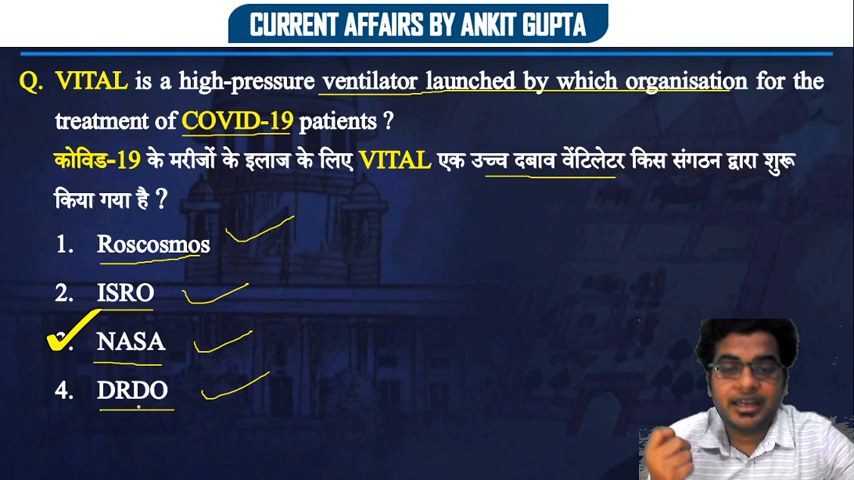 CURRENT AFFAIRS BY ANKIT GUPTA
Q. VITAL is a high-pressure ventilator launched by which organisation for the
treatment of COVID-19 patients ?
कोविड-19 के मरीजों के इलाज के लिए VITAL एक उच्च दबाव वेंटिलेटर किस संगठन द्वारा शुरू
किया गया है ?
1. Roscosmos
2. ISRO
3. NASA
4. DRDO